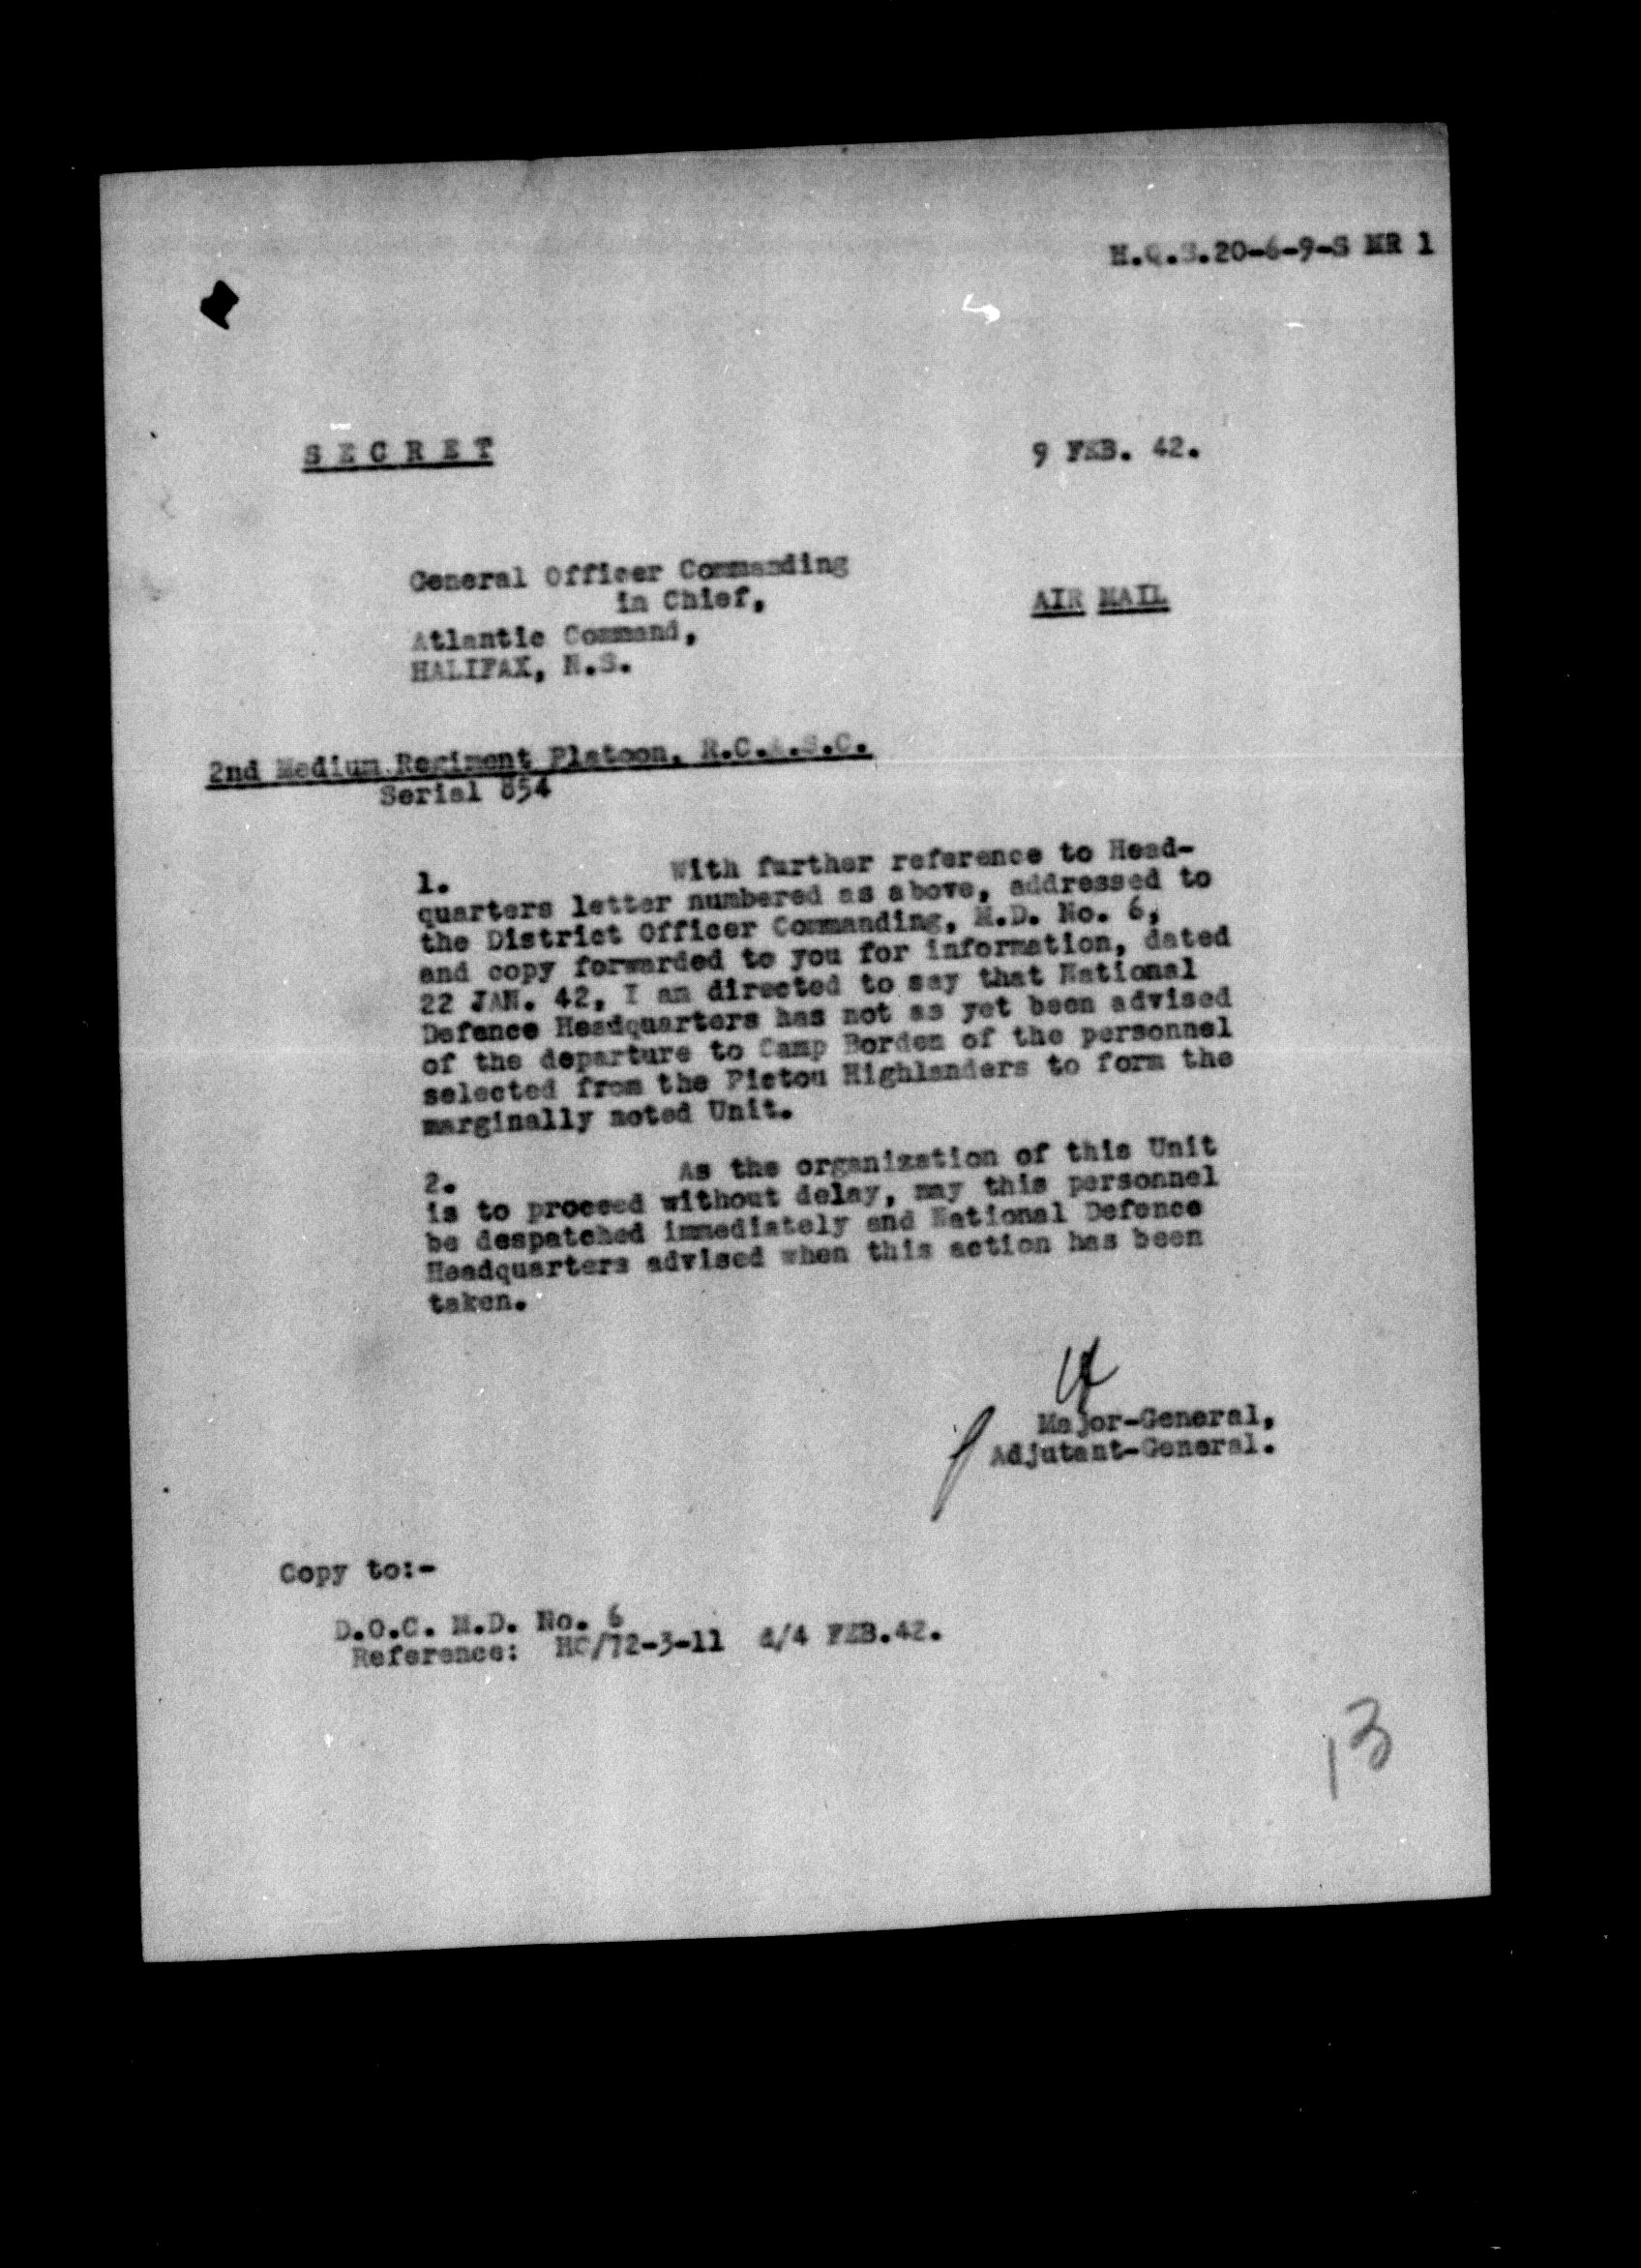 H.Q.S.20-6-9-S MR 1
SECRET
9 FEB. 42.
General Officer Commanding
in Chief,
Atlantic Command,
HALIFAX, N.S.
AIR MAIL
2nd Medium Regiment Platoon, R.C.A.S.C.
Serial 854
1. With further reference to Head-
quarters letter numbered as above, addressed to
the District Officer Commanding, M.D. No. 6,
and copy forwarded to you for information, dated
22 JAN. 42, I am directed to say that National
Defence Headquarters has not as yet been advised
of the departure to Camp Borden of the personnel
selected from the Pictou Highlanders to form the
marginally noted Unit.
2. As the organization of this Unit
is to proceed without delay, may this personnel
be despatched immediately and National Defence
Headquarters advised when this action has been
taken.
Major-General,
Adjutant-General.
Copy to:-
D.O.C. M.D. No. 6
Reference: HC/72-3-11 d/4 FEB.42.
13